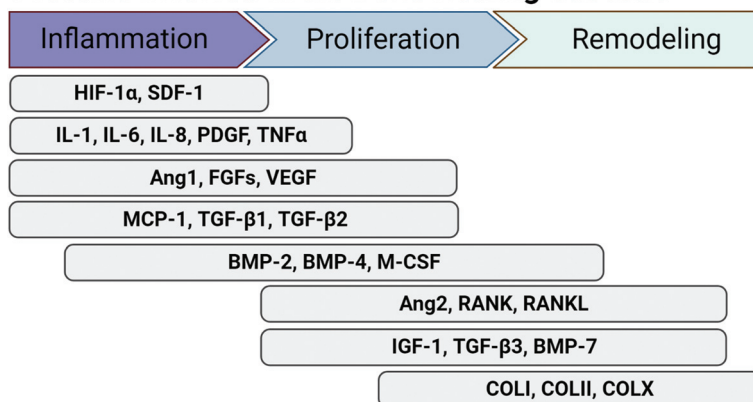 Inflammation Proliferation Remodeling
HIF-1α, SDF-1
IL-1, IL-6, IL-8, PDGF, TNFα
Ang1, FGFs, VEGF
MCP-1, TGF-β1, TGF-β2
BMP-2, BMP-4, M-CSF
Ang2, RANK, RANKL
IGF-1, TGF-β3, BMP-7
COLI, COLII, COLX